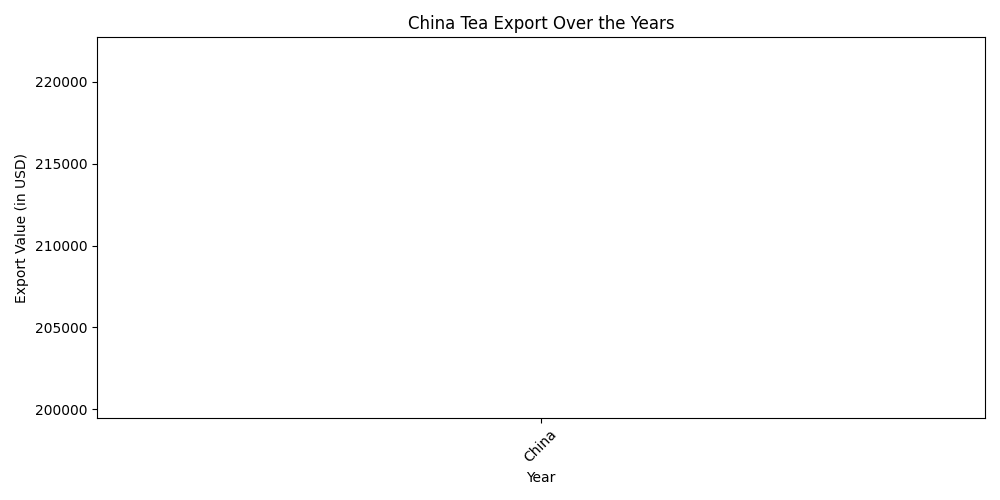 China Tea Export Over the Years
Export Value (in USD)
220000
215000
210000
205000
200000
China
Year